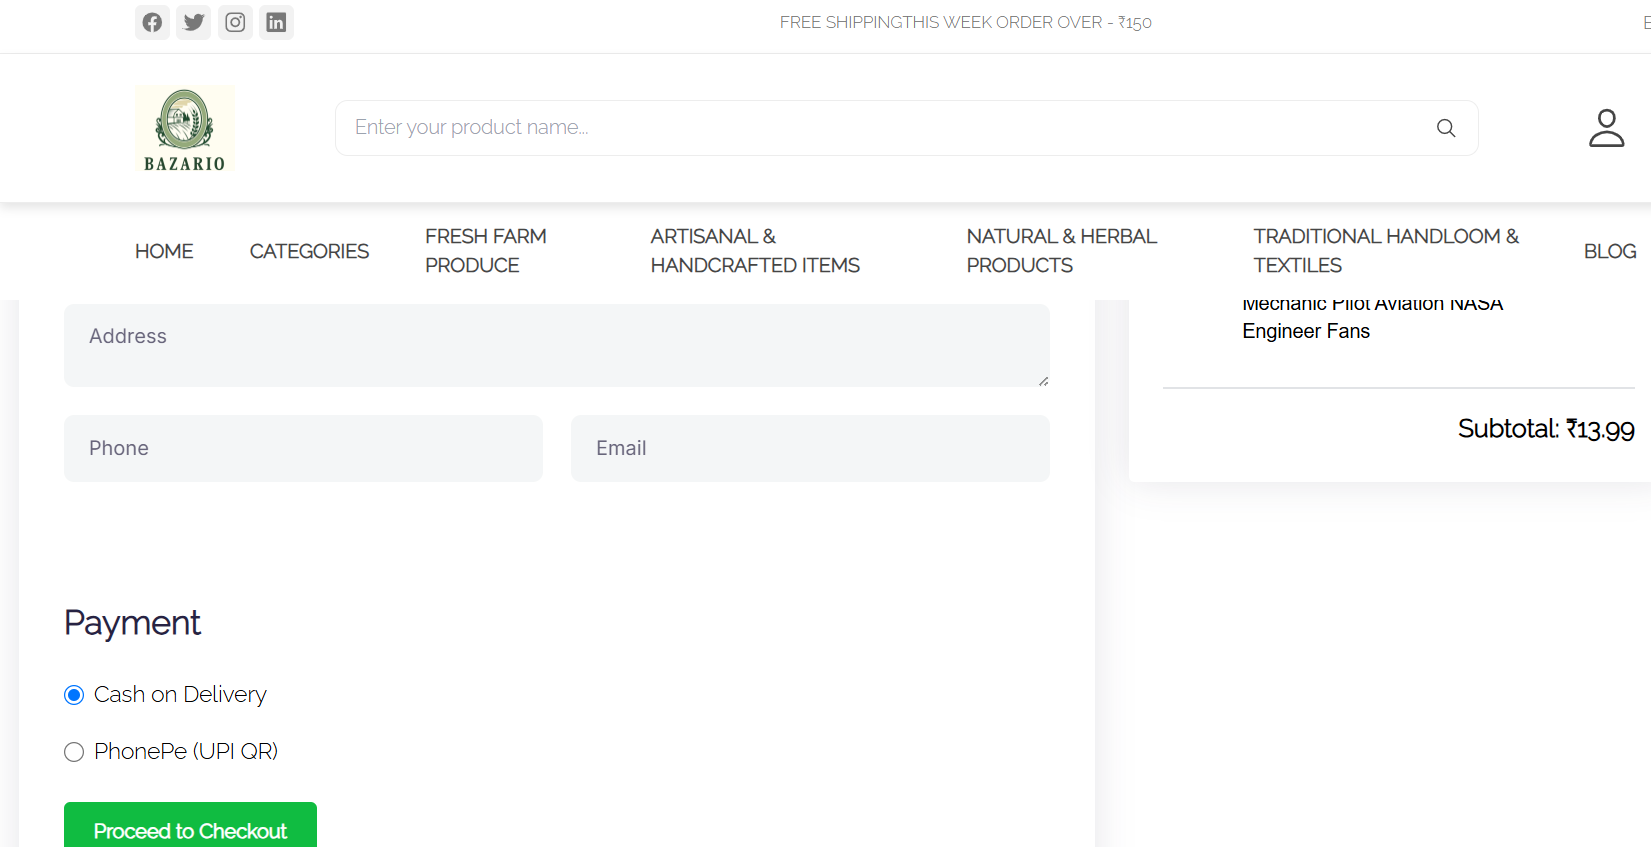 FREE SHIPPINGTHIS WEEK ORDER OVER - ₹150
BAZARIO
Enter your product name...
HOME
CATEGORIES
FRESH FARM
PRODUCE
ARTISANAL &
HANDCRAFTED ITEMS
NATURAL & HERBAL
PRODUCTS
TRADITIONAL HANDLOOM &
TEXTILES
BLOG
Mechanic Pilot Aviation NASA
Engineer Fans
Subtotal: ₹13.99
Address
Phone
Email
Payment
Cash on Delivery
PhonePe (UPI QR)
Proceed to Checkout